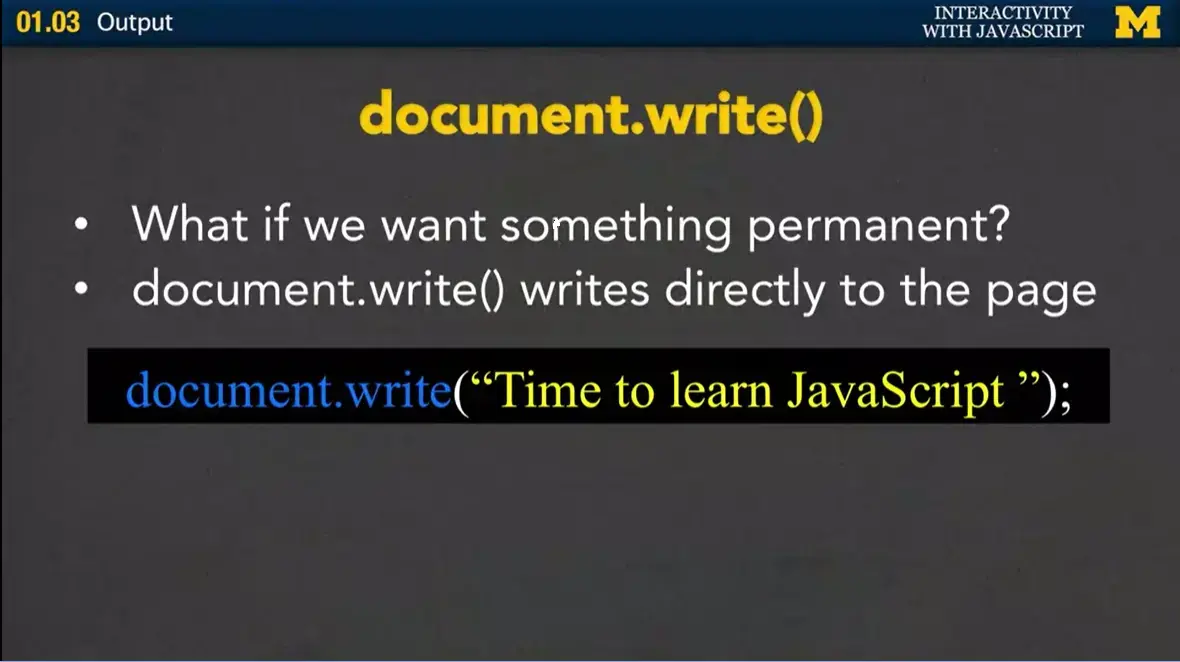 01.03 Output
INTERACTIVITY
WITH JAVASCRIPT
M
document.write()
• What if we want something permanent?
• document.write() writes directly to the page
document.write(“Time to learn JavaScript ”);